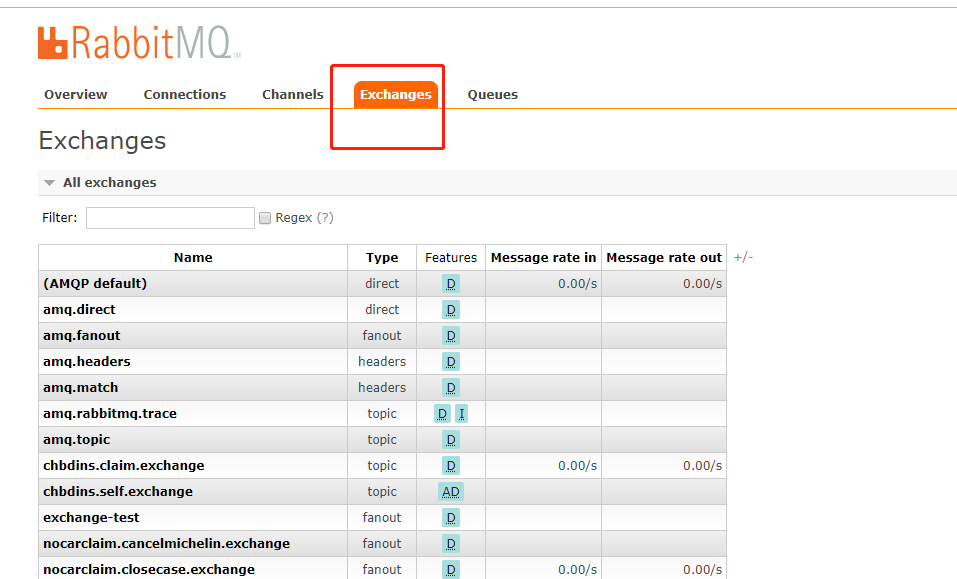 RabbitMQ™
Overview Connections Channels Exchanges Queues
Exchanges
All exchanges
Filter: Regex (?)
Name Type Features Message rate in Message rate out +/-
(AMQP default) direct D 0.00/s 0.00/s
amq.direct direct D
amq.fanout fanout D
amq.headers headers D
amq.match headers D
amq.rabbitmq.trace topic D I
amq.topic topic D
chbdins.claim.exchange topic D 0.00/s 0.00/s
chbdins.self.exchange topic AD
exchange-test fanout D
nocarclaim.cancelmichelin.exchange fanout D
nocarclaim.closecase.exchange fanout D 0.00/s 0.00/s